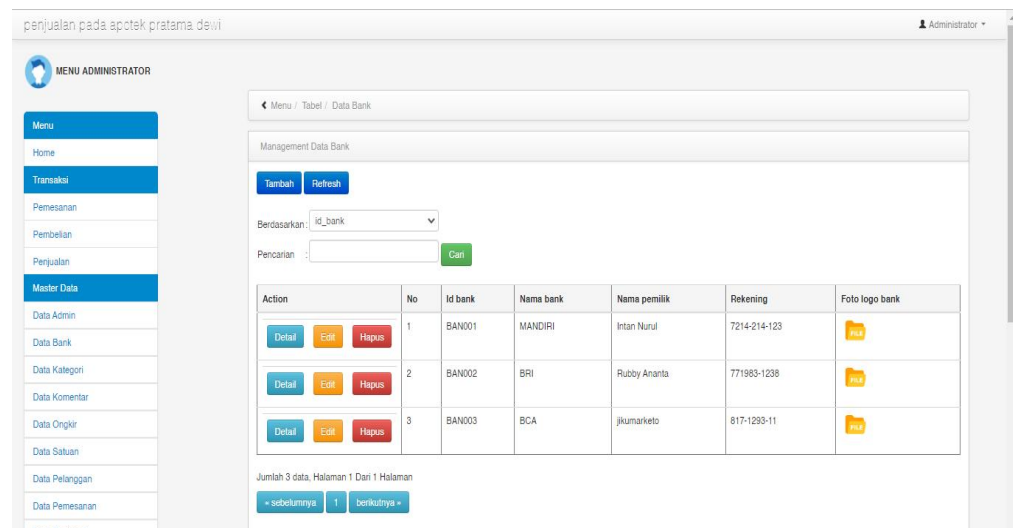 penjualan pada apotek pratama dewi
Administrator
MENU ADMINISTRATOR
Menu
Home
Transaksi
Pemesanan
Pembelian
Penjualan
Master Data
Data Admin
Data Bank
Data Kategori
Data Komentar
Data Ongkir
Data Satuan
Data Pelanggan
Data Pemesanan
Menu / Tabel / Data Bank
Management Data Bank
Tambah Refresh
Berdasarkan : id_bank
Pencarian : Cari
Action No Id bank Nama bank Nama pemilik Rekening Foto logo bank
Detail Edit Hapus 1 BAN001 MANDIRI Intan Nurul 7214-214-123 FILE
Detail Edit Hapus 2 BAN002 BRI Rubby Ananta 771983-1238 FILE
Detail Edit Hapus 3 BAN003 BCA jikumarketo 817-1293-11 FILE
Jumlah 3 data, Halaman 1 Dari 1 Halaman
« sebelumnya 1 berikutnya »